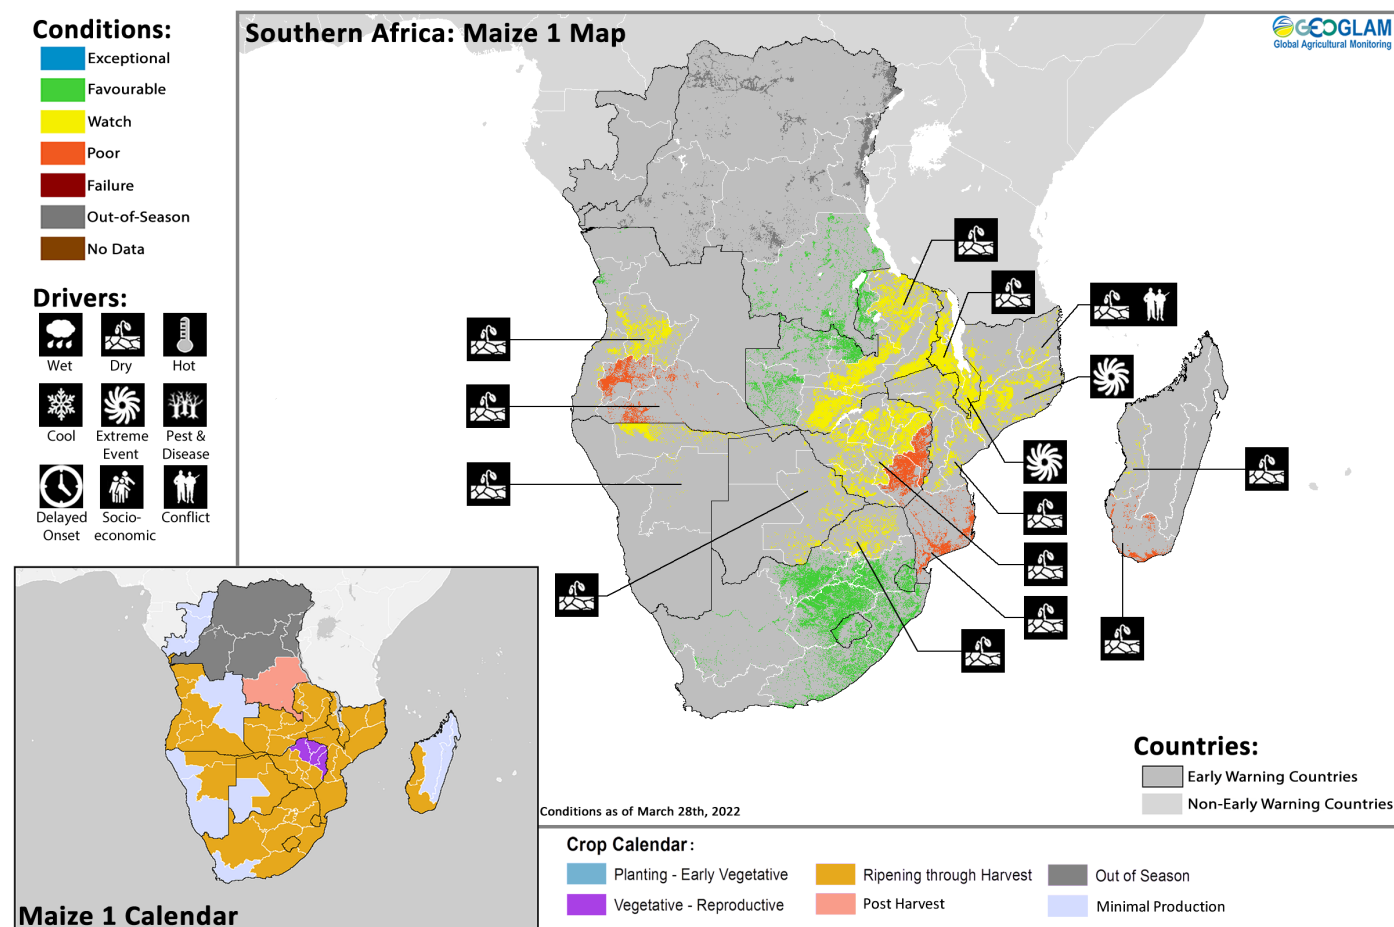 Conditions:
Exceptional
Favourable
Watch
Poor
Failure
Out-of-Season
No Data
Drivers:
Wet
Dry
Hot
Cool
Extreme
Event
Pest &
Disease
Delayed
Onset
Socio-
economic
Conflict
Southern Africa: Maize 1 Map
GEOGLAM
Global Agricultural Monitoring
Countries:
Early Warning Countries
Non-Early Warning Countries
Conditions as of March 28th, 2022
Maize 1 Calendar
Crop Calendar:
Planting - Early Vegetative
Ripening through Harvest
Out of Season
Vegetative - Reproductive
Post Harvest
Minimal Production